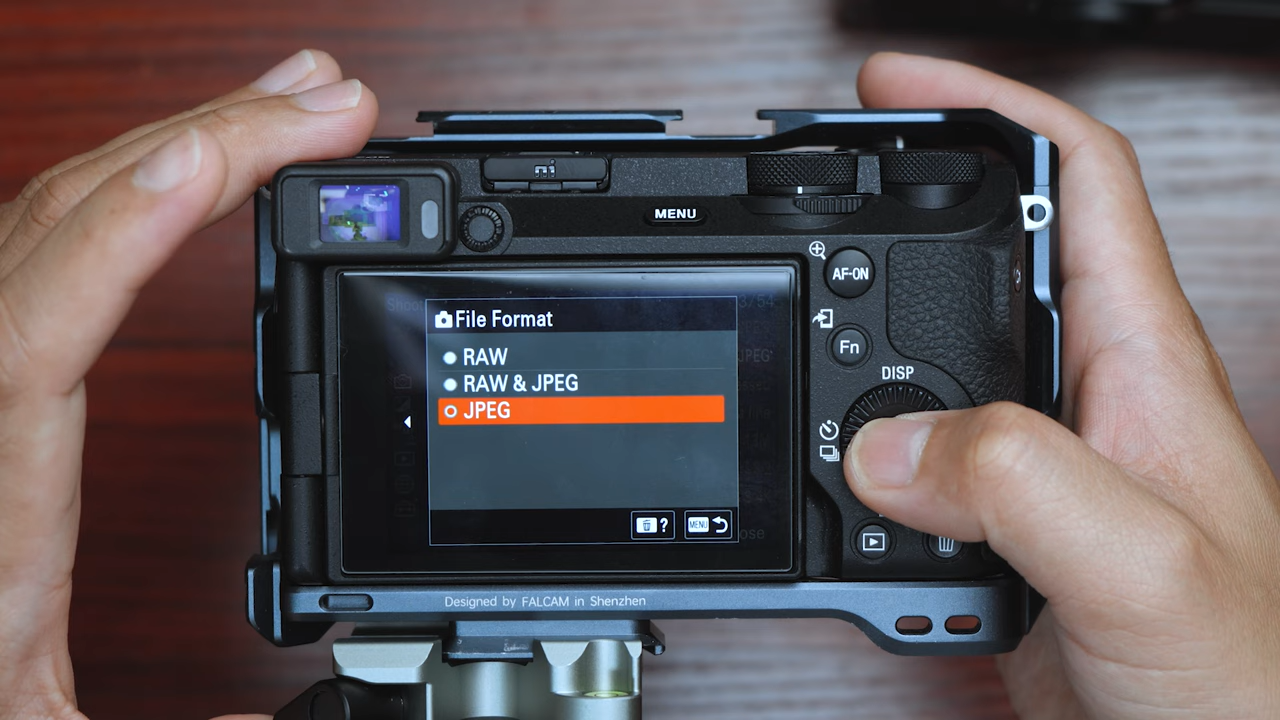 MENU
AF-ON
File Format
RAW
RAW & JPEG
JPEG
Fn
DISP
?
MENU
Designed by FALCAM in Shenzhen